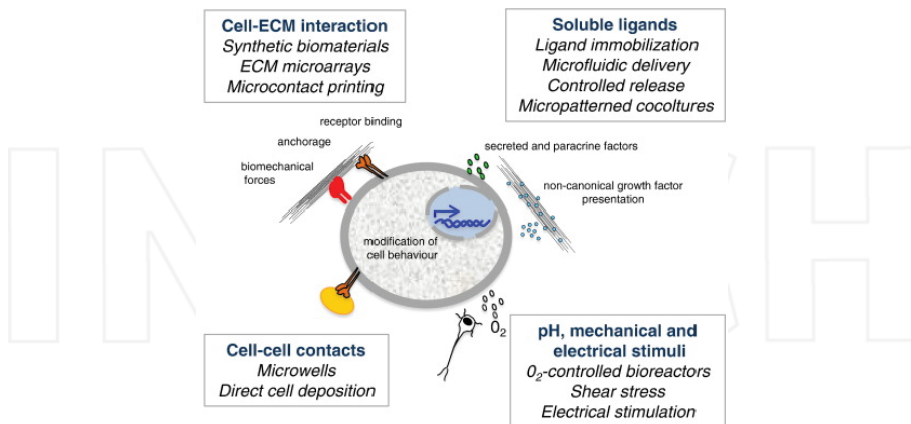 Cell-ECM interaction
Synthetic biomaterials
ECM microarrays
Microcontact printing
Soluble ligands
Ligand immobilization
Microfluidic delivery
Controlled release
Micropatterned cocoltures
receptor binding
anchorage
biomechanical
forces
secreted and paracrine factors
non-canonical growth factor
presentation
modification of
cell behaviour
O2
Cell-cell contacts
Microwells
Direct cell deposition
pH, mechanical and
electrical stimuli
02-controlled bioreactors
Shear stress
Electrical stimulation